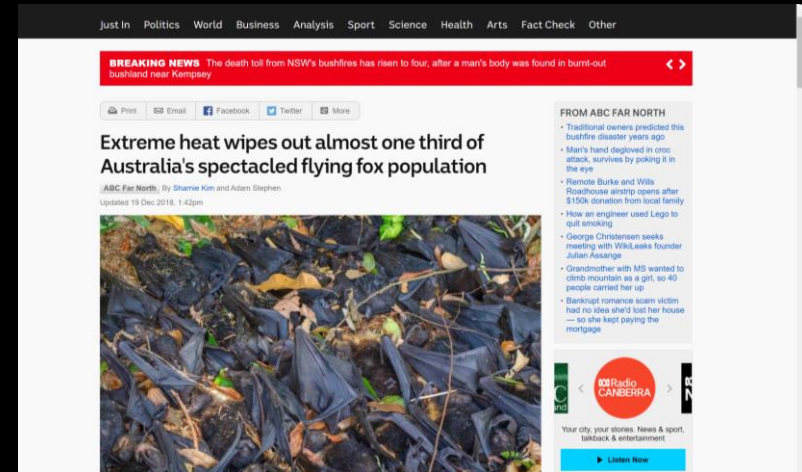 Just In Politics World Business Analysis Sport Science Health Arts Fact Check Other
BREAKING NEWS The death toll from NSW's bushfires has risen to four, after a man's body was found in burnt-out
bushland near Kempsey
Print Email Facebook Twitter More
Extreme heat wipes out almost one third of
Australia's spectacled flying fox population
ABC Far North By Sharnie Kim and Adam Stephen
Updated 19 Dec 2018, 1:42pm
FROM ABC FAR NORTH
Traditional owners predicted this
bushfire disaster years ago
Man's hand degloved in croc
attack, survives by poking it in
the eye
Remote Burke and Wills
Roadhouse airstrip opens after
$150k donation from local family
How an engineer used Lego to
quit smoking
George Christensen seeks
meeting with WikiLeaks founder
Julian Assange
Grandmother with MS wanted to
climb mountain as a girl, so 40
people carried her up
Bankrupt romance scam victim
had no idea she'd lost her house
— so she kept paying the
mortgage
Radio
CANBERRA
Your city, your stories. News & sport,
talkback & entertainment
Listen Now